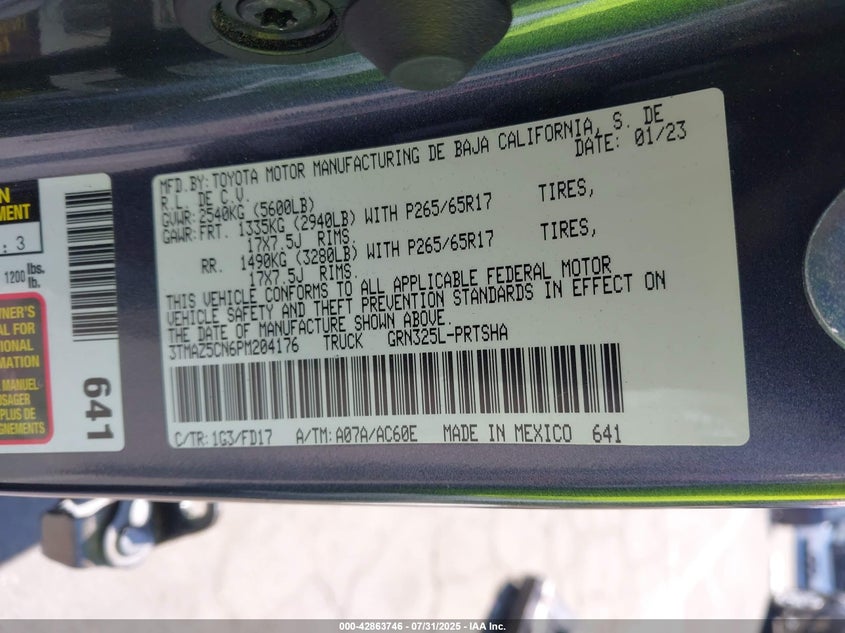 MFD.BY:TOYOTA MOTOR MANUFACTURING DE BAJA CALIFORNIA, S. DE
R.L. DE C.V. DATE: 01/23
GVWR: 2540KG (5600LB)
GAWR:FRT. 1335KG (2940LB) WITH P265/65R17 TIRES,
17X7.5J RIMS.
RR. 1490KG (3280LB) WITH P265/65R17 TIRES,
17X7.5J RIMS.
THIS VEHICLE CONFORMS TO ALL APPLICABLE FEDERAL MOTOR
VEHICLE SAFETY AND THEFT PREVENTION STANDARDS IN EFFECT ON
THE DATE OF MANUFACTURE SHOWN ABOVE.
3TMAZ5CN6PM204176 TRUCK GRN325L-PRTSHA
C/TR:1G3/FD17 A/TM:A07A/AC60E MADE IN MEXICO 641
: 3
1200 lbs.
lb.
MANUEL
PLUS DE
641
000-42863746 - 07/31/2025 - IAA Inc.